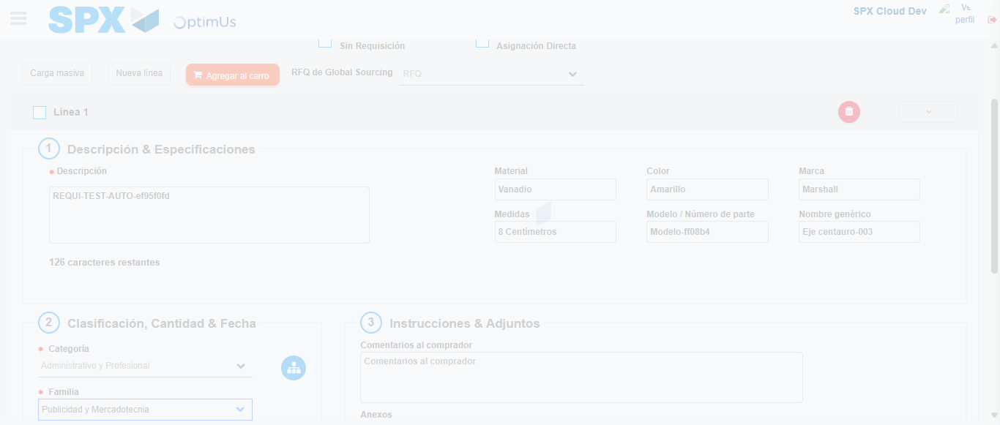 SPX
OptimUs
SPX Cloud Dev
Ve
perfil
Sin Requisición
Asignación Directa
Carga masiva
Nueva línea
Agregar al carro
RFQ de Global Sourcing
RFQ
Línea 1
1 Descripción & Especificaciones
* Descripción
REQUI-TEST-AUTO-ef95f0fd
126 caracteres restantes
Material
Color
Marca
Vanadio
Amarillo
Marshall
Medidas
Modelo / Número de parte
Nombre genérico
8 Centímetros
Modelo-ff08b4
Eje centauro-003
2 Clasificación, Cantidad & Fecha
* Categoría
Administrativo y Profesional
* Familia
Publicidad y Mercadotecnia
3 Instrucciones & Adjuntos
Comentarios al comprador
Comentarios al comprador
Anexos